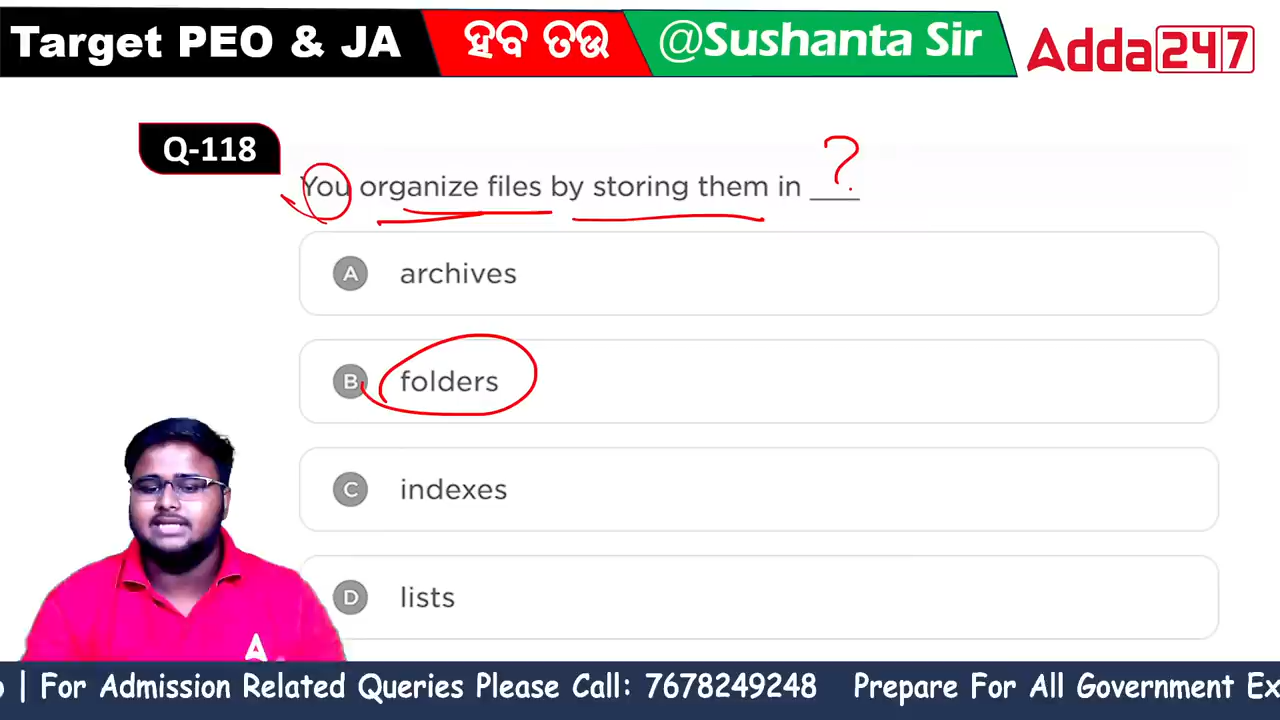 Target PEO & JA ହବ ତଉ @Sushanta Sir Adda247
Q-118
You organize files by storing them in ____ ?
A archives
B folders
C indexes
D lists
| For Admission Related Queries Please Call: 7678249248 Prepare For All Government Ex